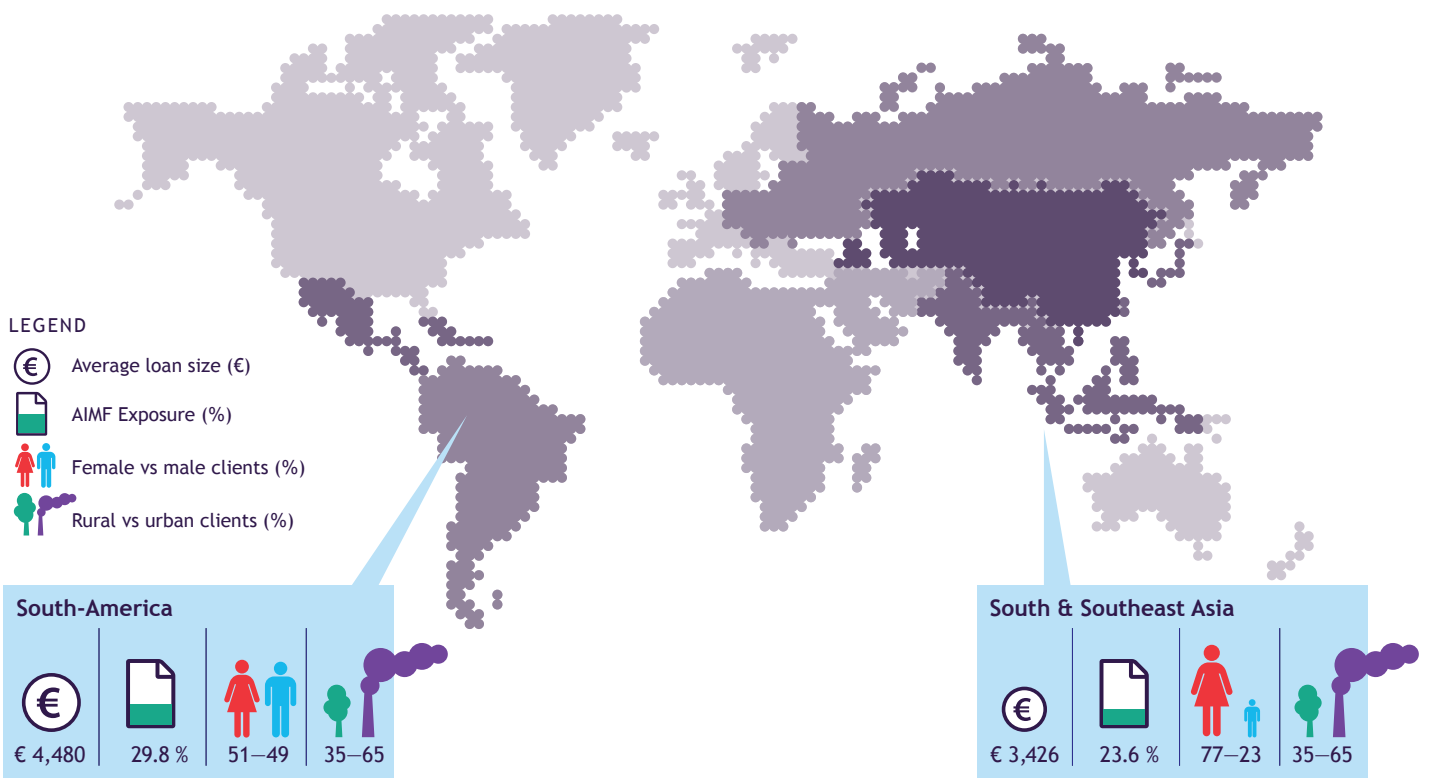 LEGEND
€
Average loan size (€)
AIMF Exposure (%)
Female vs male clients (%)
Rural vs urban clients (%)
South-America
€
€ 4,480
29.8 %
51—49
35—65
South & Southeast Asia
€
€ 3,426
23.6 %
77—23
35—65